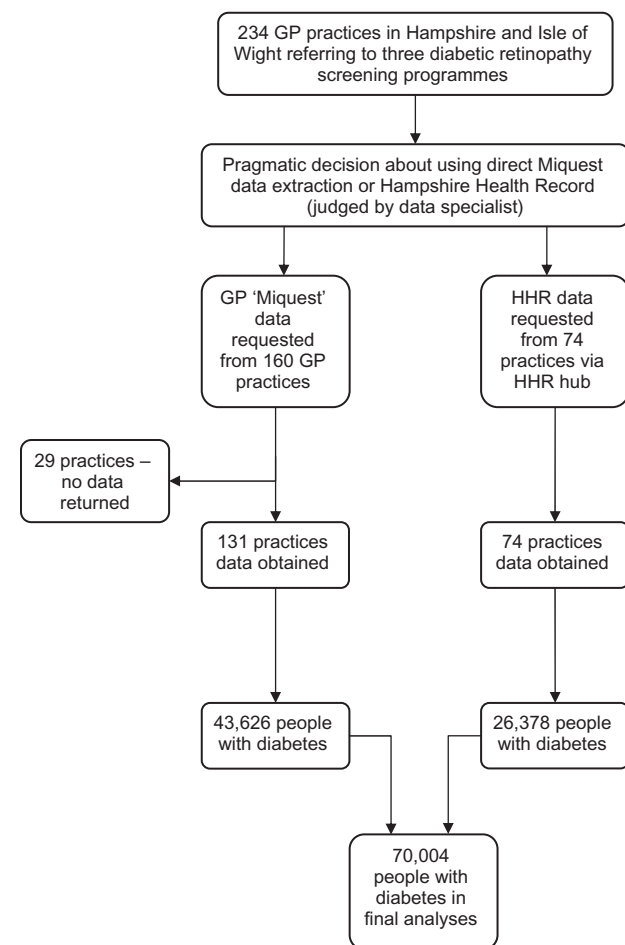 234 GP practices in Hampshire and Isle of
Wight referring to three diabetic retinopathy
screening programmes
Pragmatic decision about using direct Miquest
data extraction or Hampshire Health Record
(judged by data specialist)
GP ‘Miquest’
data
requested
from 160 GP
practices
HHR data
requested
from 74
practices via
HHR hub
29 practices –
no data
returned
131 practices
data obtained
74 practices
data obtained
43,626 people
with diabetes
26,378 people
with diabetes
70,004
people with
diabetes in
final analyses